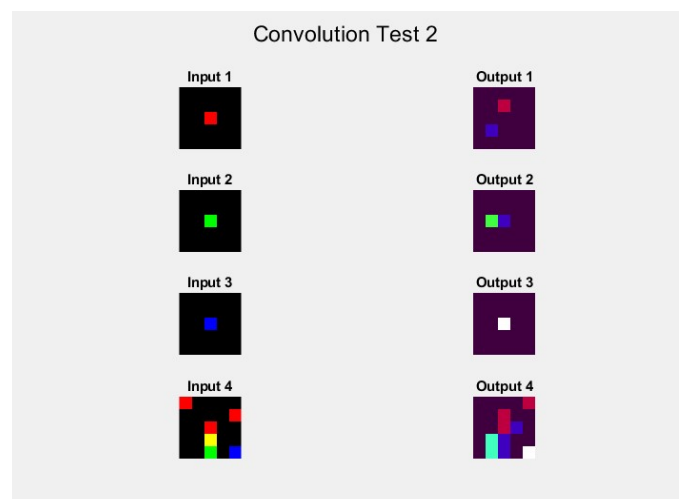 Convolution Test 2
Input 1
Output 1
Input 2
Output 2
Input 3
Output 3
Input 4
Output 4